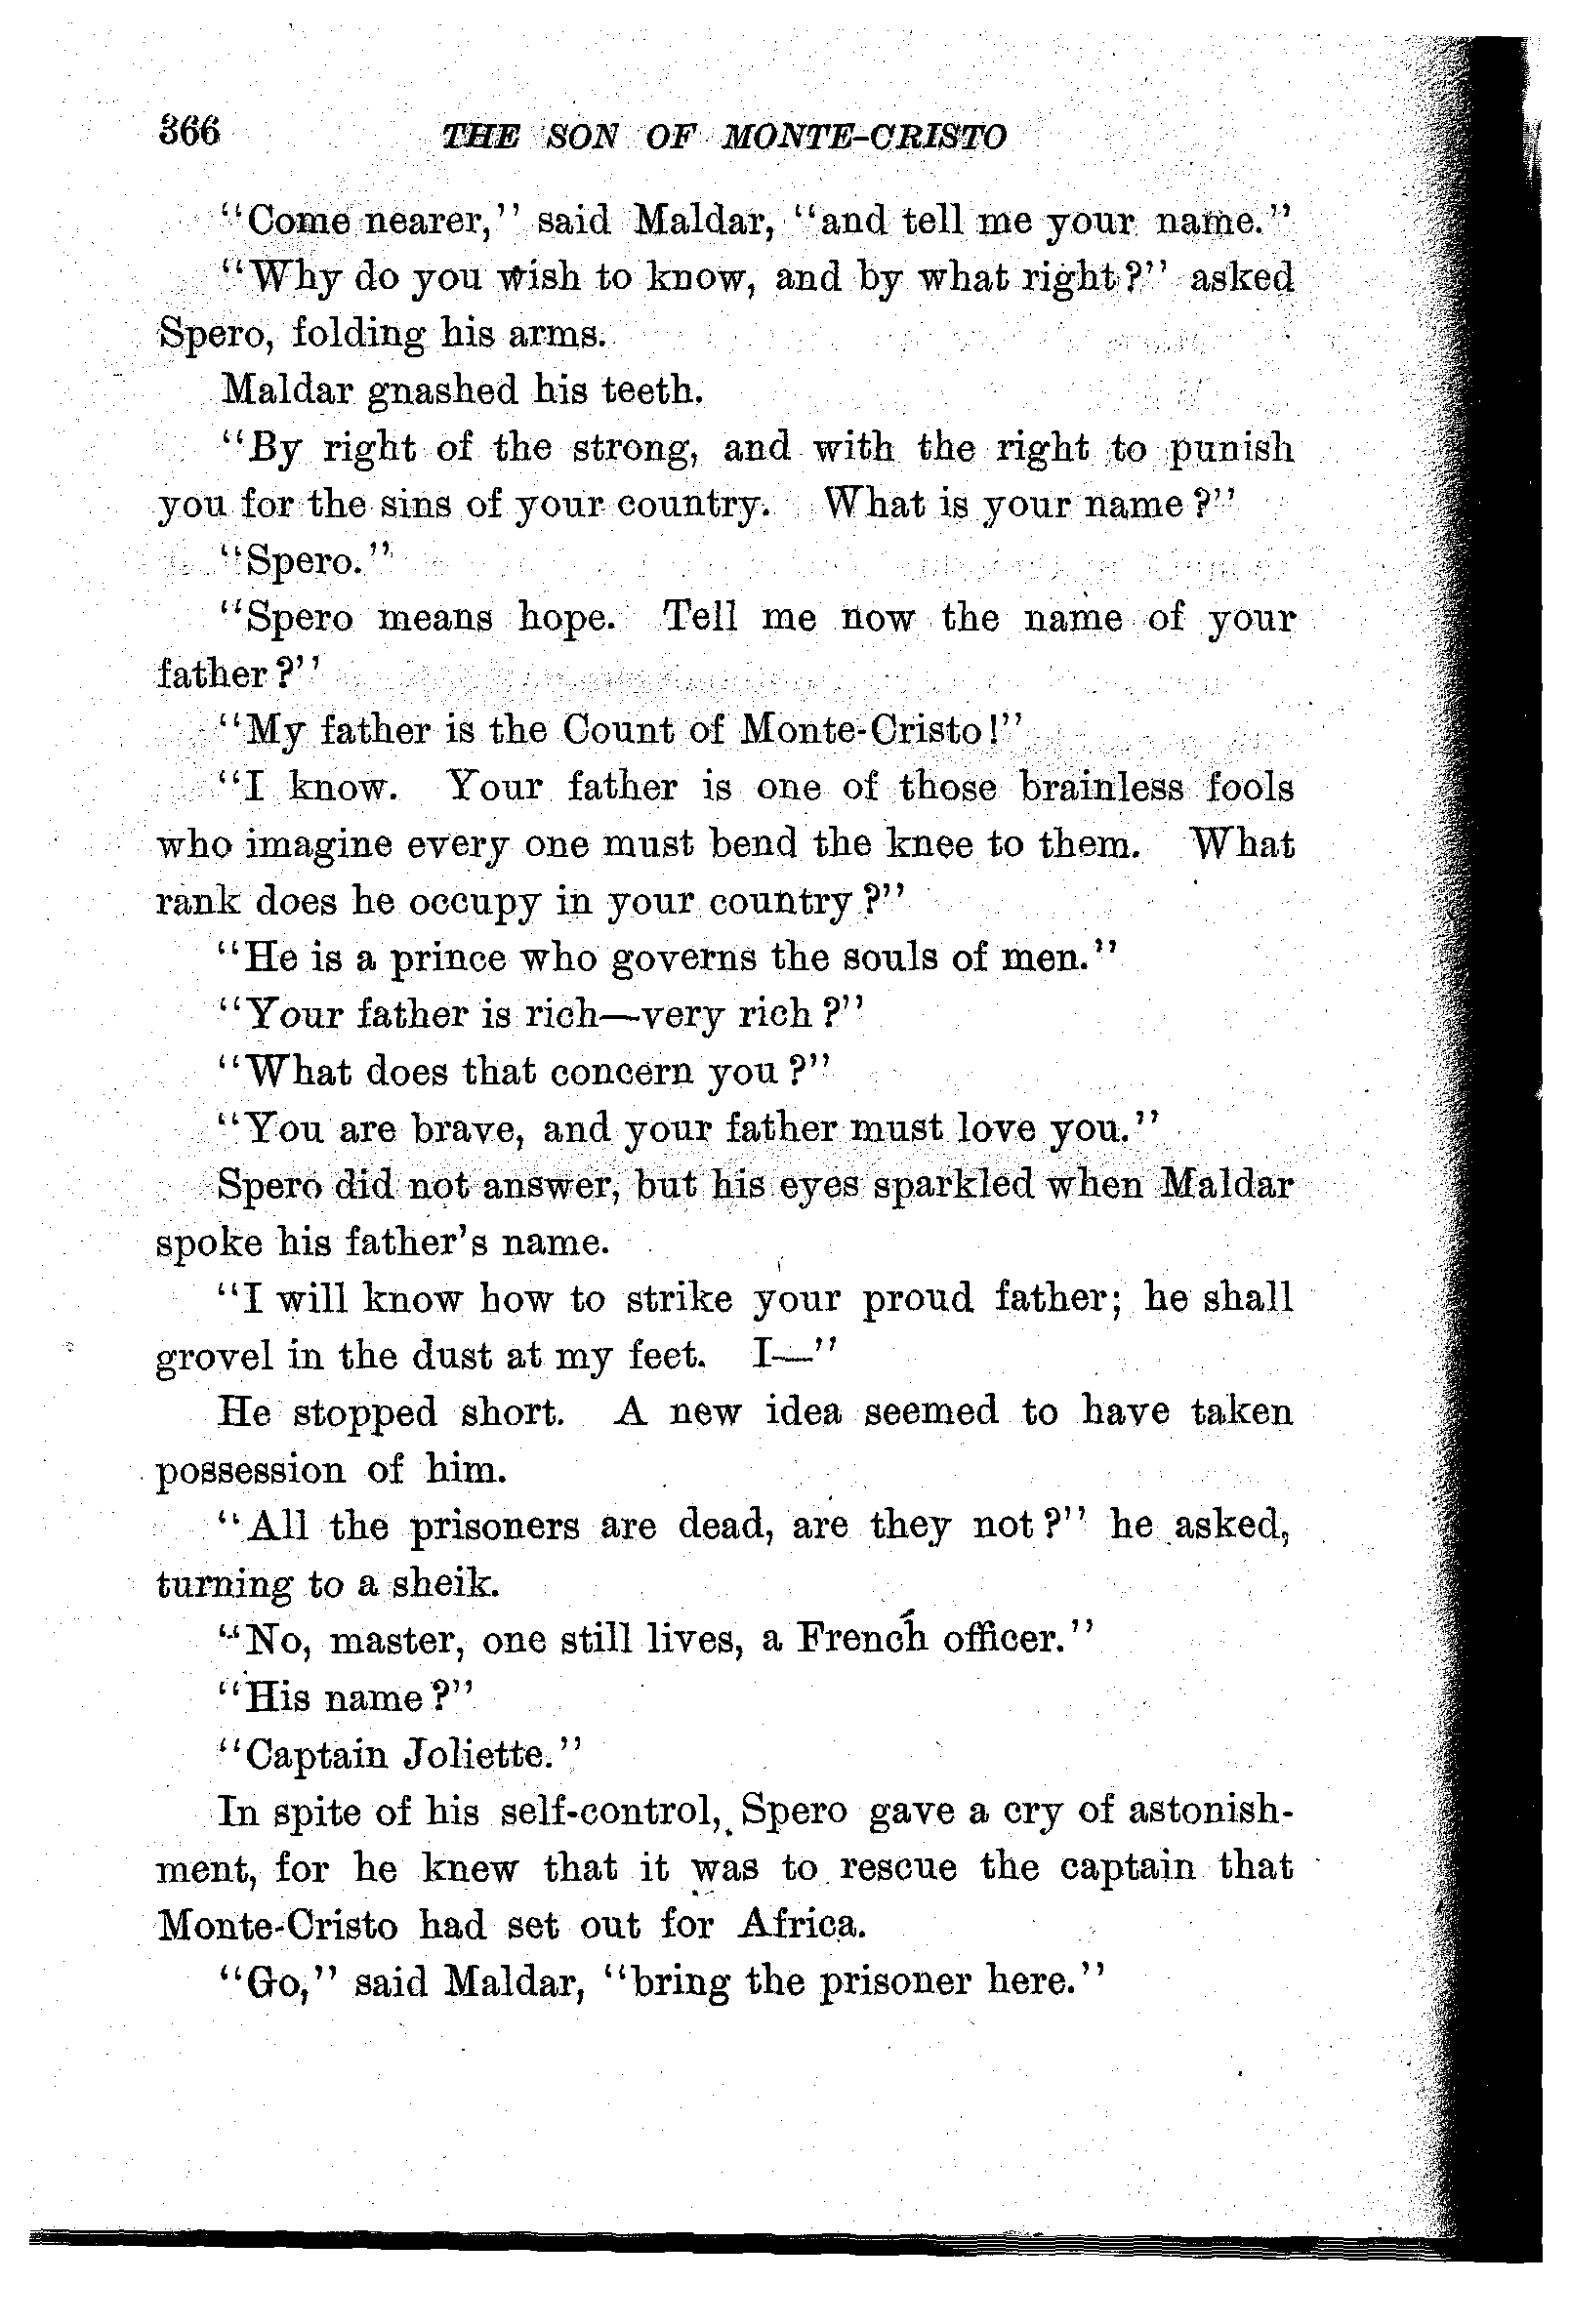 366 THE SON OF MONTE-CRISTO
"Come nearer," said Maldar, "and tell me your name."
"Why do you wish to know, and by what right?" asked
Spero, folding his arms.
Maldar gnashed his teeth.
"By right of the strong, and with the right to punish
you for the sins of your country. What is your name?"
"Spero."
"Spero means hope. Tell me now the name of your
father?"
"My father is the Count of Monte-Cristo!"
"I know. Your father is one of those brainless fools
who imagine every one must bend the knee to them. What
rank does he occupy in your country?"
"He is a prince who governs the souls of men."
"Your father is rich—very rich?"
"What does that concern you?"
"You are brave, and your father must love you."
Spero did not answer, but his eyes sparkled when Maldar
spoke his father's name.
"I will know how to strike your proud father; he shall
grovel in the dust at my feet. I—"
He stopped short. A new idea seemed to have taken
possession of him.
"All the prisoners are dead, are they not?" he asked,
turning to a sheik.
"No, master, one still lives, a French officer."
"His name?"
"Captain Joliette."
In spite of his self-control, Spero gave a cry of astonish-
ment, for he knew that it was to rescue the captain that
Monte-Cristo had set out for Africa.
"Go," said Maldar, "bring the prisoner here."